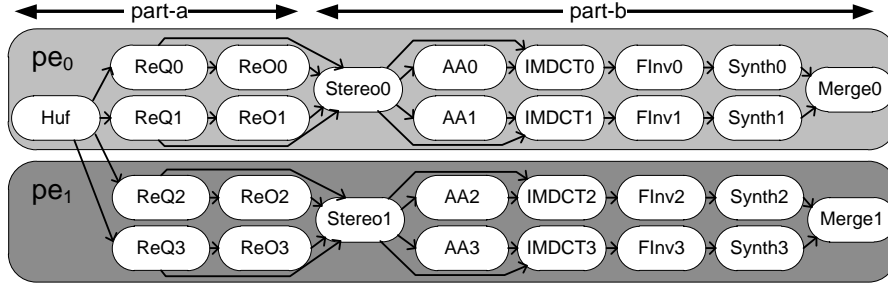 part-a part-b
pe0
ReQ0 ReO0 AA0 IMDCT0 FInv0 Synth0
Stereo0 Merge0
Huf ReQ1 ReO1 AA1 IMDCT1 FInv1 Synth1
pe1
ReQ2 ReO2 AA2 IMDCT2 FInv2 Synth2
Stereo1 Merge1
ReQ3 ReO3 AA3 IMDCT3 FInv3 Synth3